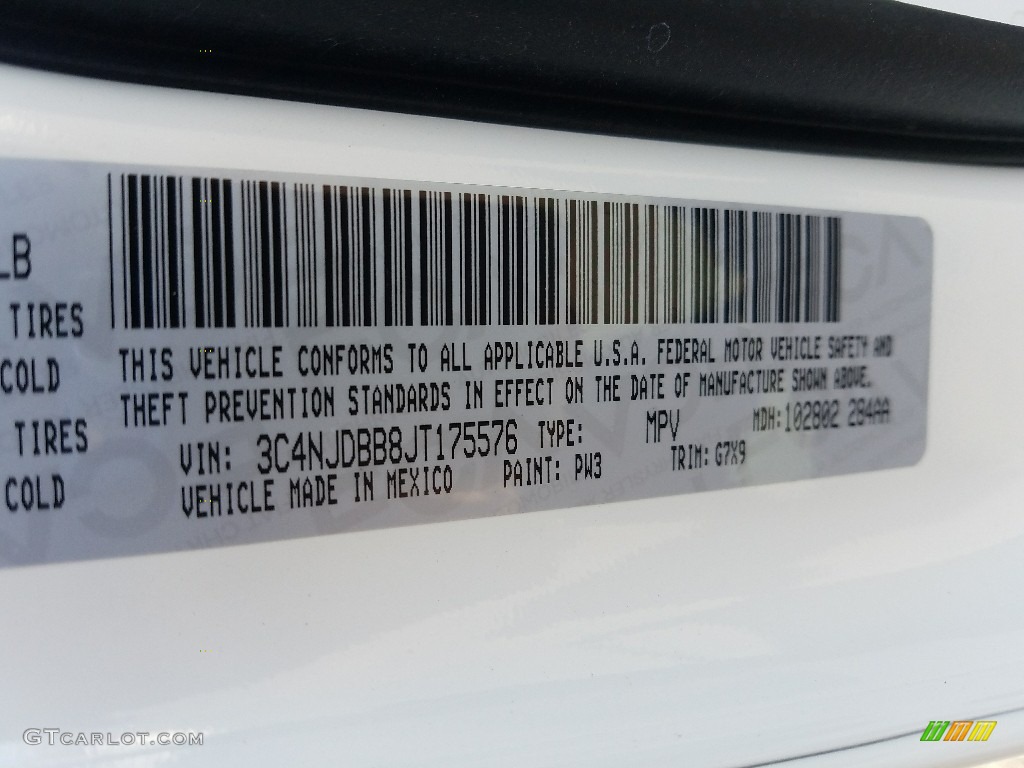 LB
TIRES
COLD
TIRES
COLD
THIS VEHICLE CONFORMS TO ALL APPLICABLE U.S.A. FEDERAL MOTOR VEHICLE SAFETY AND
THEFT PREVENTION STANDARDS IN EFFECT ON THE DATE OF MANUFACTURE SHOWN ABOVE.
VIN: 3C4NJDBB8JT175576 TYPE: MPV MDH: 102802 284AA
VEHICLE MADE IN MEXICO PAINT: PW3 TRIM: G7X9
GTCARLOT.COM